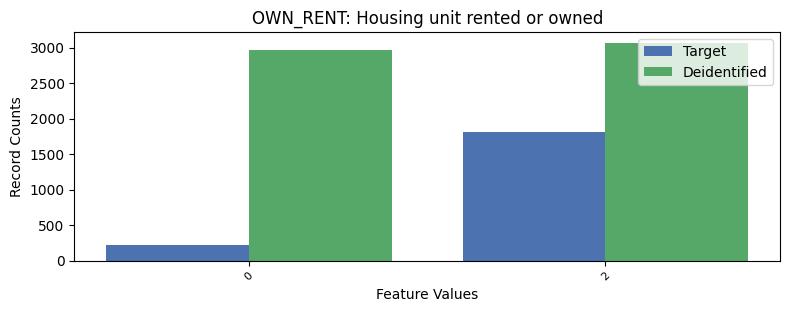 OWN_RENT: Housing unit rented or owned
Target
Deidentified
3000
2500
2000
1500
1000
500
0
Record Counts
0
2
Feature Values